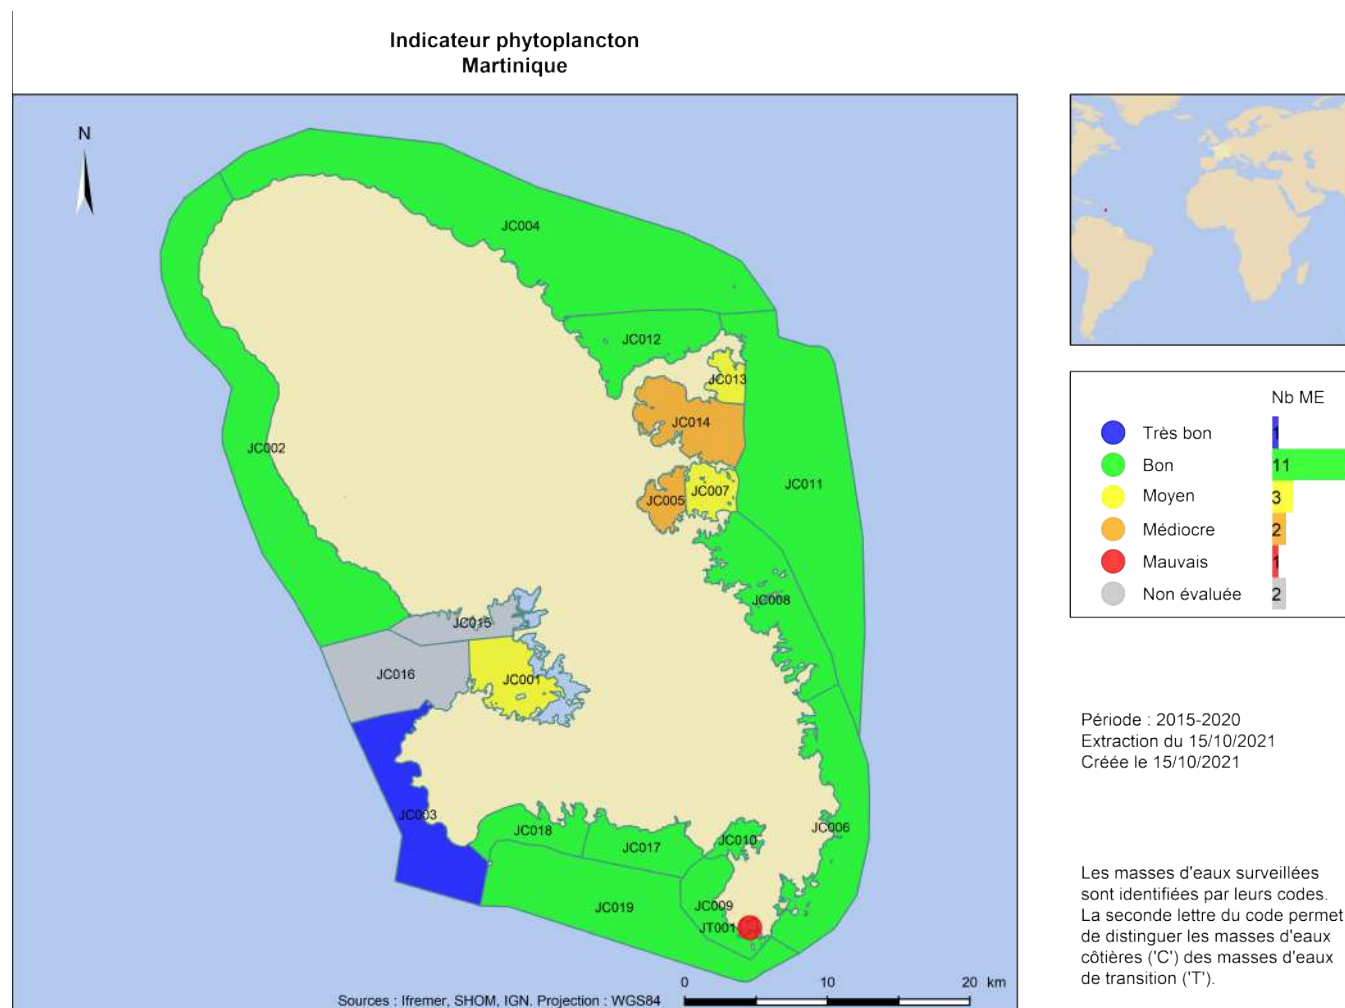 Indicateur phytoplancton
Martinique
N
JC004
JC012
JC013
JC014
JC002
JC011
JC005
JC007
JC008
JC015
JC016
JC001
JC003
JC018
JC017
JC010
JC006
JC019
JC009
JT001
0 10 20 km
Sources : Ifremer, SHOM, IGN. Projection : WGS84
Nb ME
Très bon 1
Bon 11
Moyen 3
Médiocre 2
Mauvais 1
Non évaluée 2
Période : 2015-2020
Extraction du 15/10/2021
Créée le 15/10/2021
Les masses d'eaux surveillées
sont identifiées par leurs codes.
La seconde lettre du code permet
de distinguer les masses d'eaux
côtières ('C') des masses d'eaux
de transition ('T').